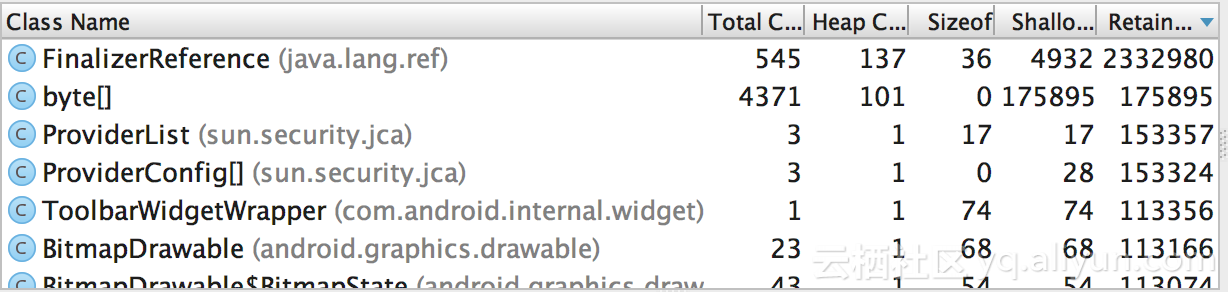 Class Name Total C... Heap C... Sizeof Shallo... Retain...
C FinalizerReference (java.lang.ref) 545 137 36 4932 2332980
C byte[] 4371 101 0 175895 175895
C ProviderList (sun.security.jca) 3 1 17 17 153357
C ProviderConfig[] (sun.security.jca) 3 1 0 28 153324
C ToolbarWidgetWrapper (com.android.internal.widget) 1 1 74 74 113356
C BitmapDrawable (android.graphics.drawable) 23 1 68 68 113166
云栖社区 yq.aliyun.com
C BitmapDrawable$BitmapState (android.graphics.draw 43 1 54 54 113074